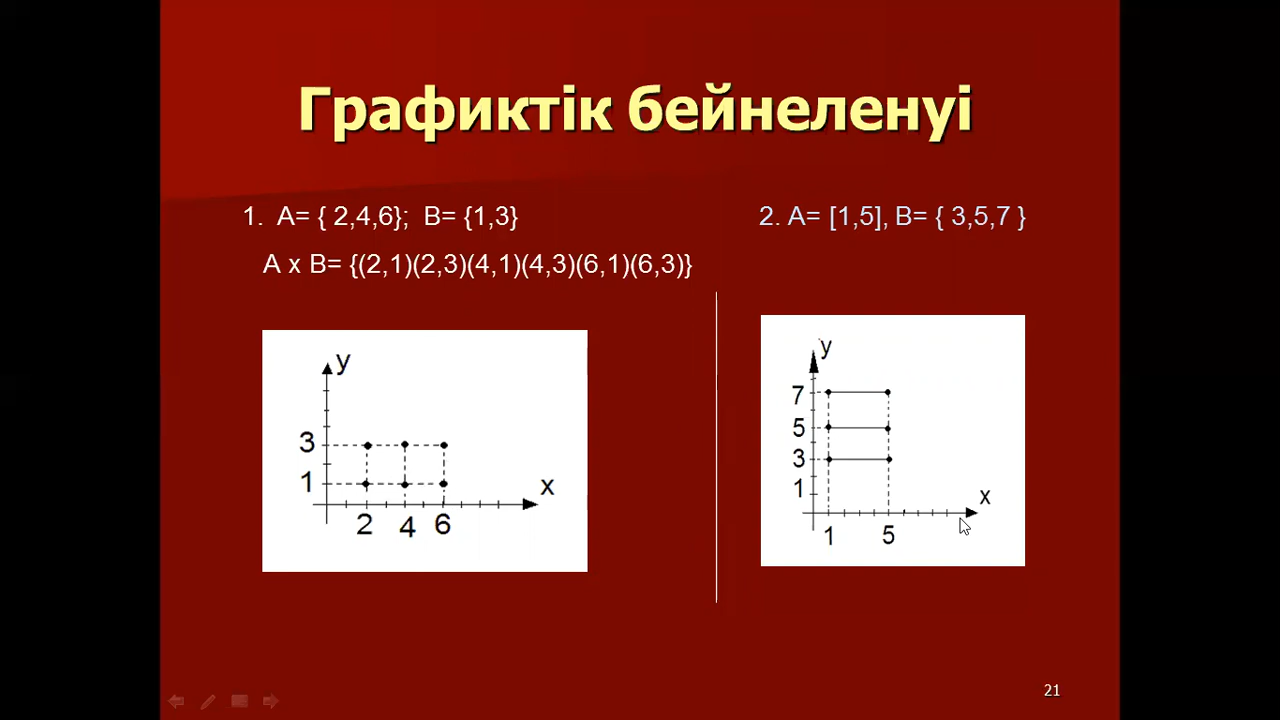 Графиктік бейнеленуі
1. A= { 2,4,6}; B= {1,3}
A x B= {(2,1)(2,3)(4,1)(4,3)(6,1)(6,3)}
y
3
1
x
2 4 6
2. A= [1,5], B= { 3,5,7 }
y
7
5
3
1
x
1 5
21